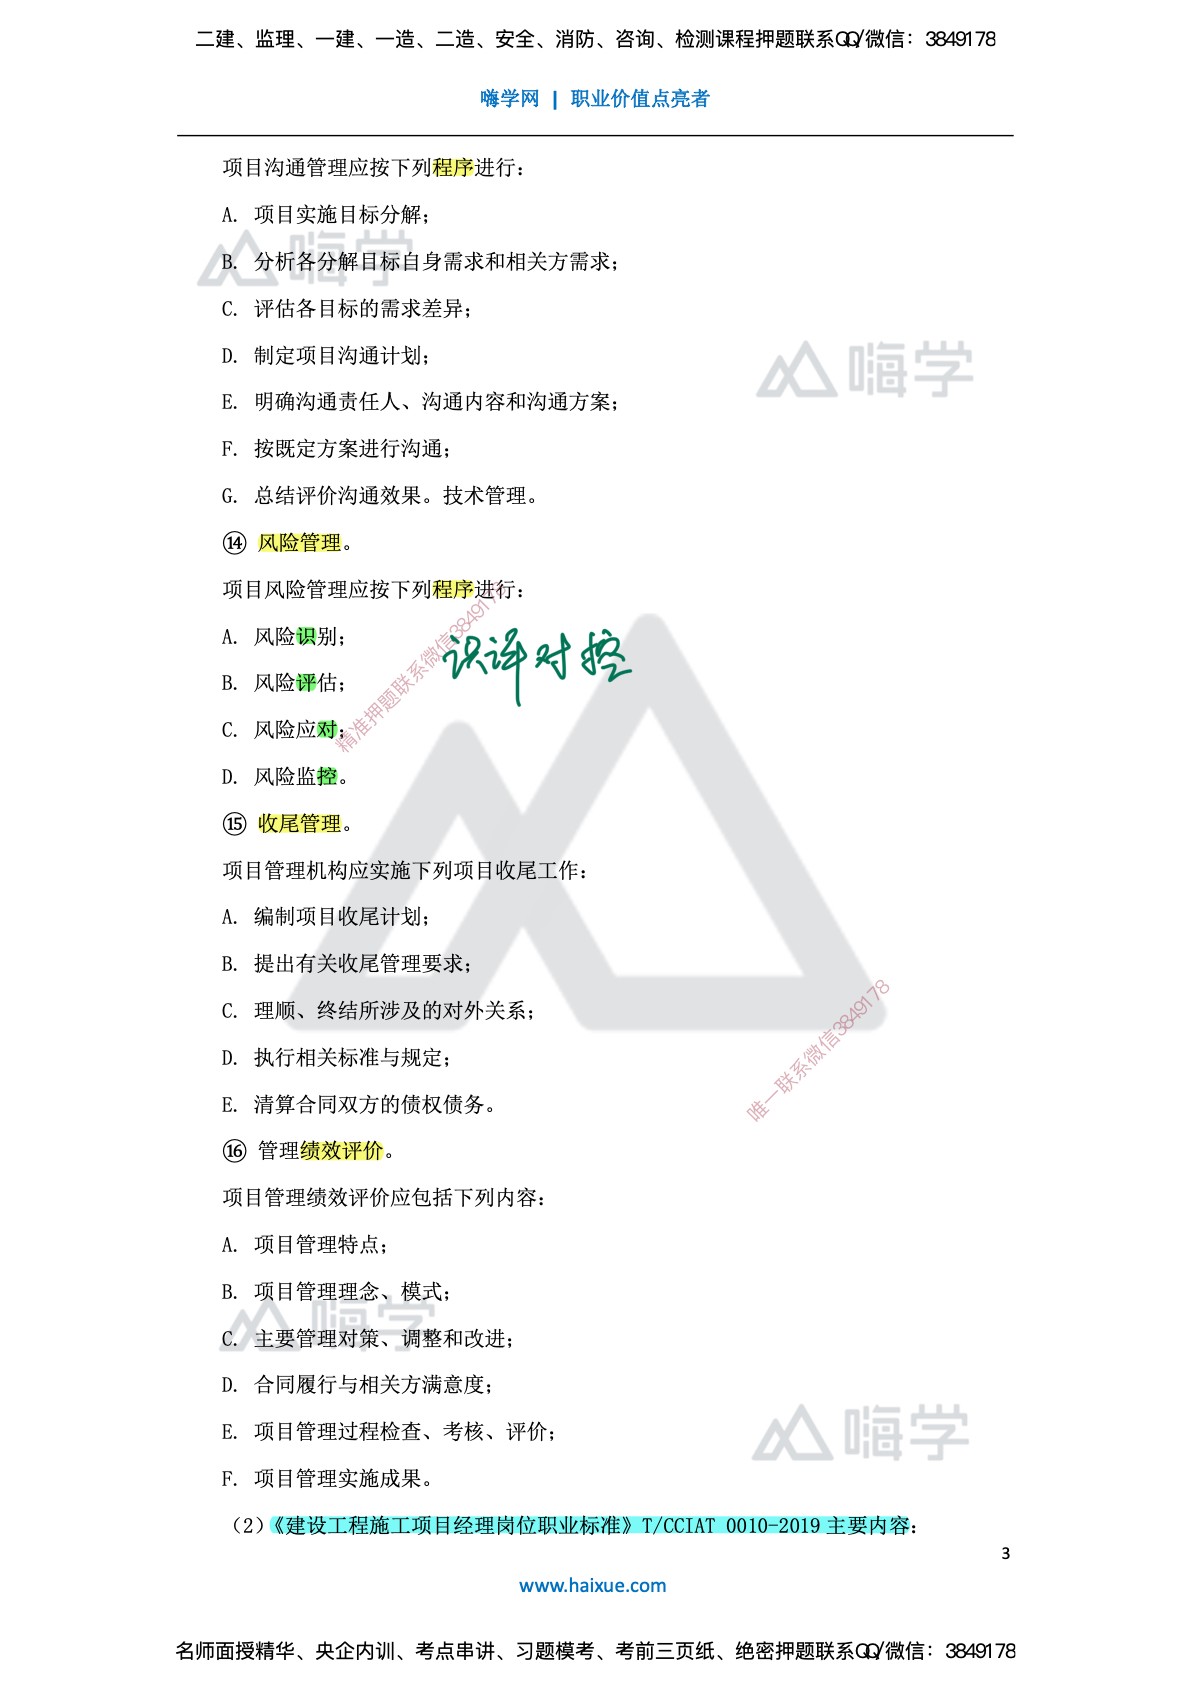 二建、监理、一建、一造、二造、安全、消防、咨询、检测课程押题联系QQ/微信：3849178
嗨学网 | 职业价值点亮者
项目沟通管理应按下列程序进行：
A. 项目实施目标分解；
嗨学
B. 分析各分解目标自身需求和相关方需求；
C. 评估各目标的需求差异；
D. 制定项目沟通计划；
嗨学
E. 明确沟通责任人、沟通内容和沟通方案；
F. 按既定方案进行沟通；
G. 总结评价沟通效果。技术管理。
⑭ 风险管理。
项目风险管理应按下列程序进行：
A. 风险识别；
识评对控
B. 风险评估；
精准押题联系微信3849178
C. 风险应对；
D. 风险监控。
⑮ 收尾管理。
项目管理机构应实施下列项目收尾工作：
A. 编制项目收尾计划；
B. 提出有关收尾管理要求；
C. 理顺、终结所涉及的对外关系；
唯一联系微信3849178
D. 执行相关标准与规定；
E. 清算合同双方的债权债务。
⑯ 管理绩效评价。
项目管理绩效评价应包括下列内容：
A. 项目管理特点；
B. 项目管理理念、模式；
嗨学
C. 主要管理对策、调整和改进；
D. 合同履行与相关方满意度；
E. 项目管理过程检查、考核、评价；
嗨学
F. 项目管理实施成果。
（2）《建设工程施工项目经理岗位职业标准》T/CCIAT 0010-2019 主要内容：
3
www.haixue.com
名师面授精华、央企内训、考点串讲、习题模考、考前三页纸、绝密押题联系QQ/微信：3849178